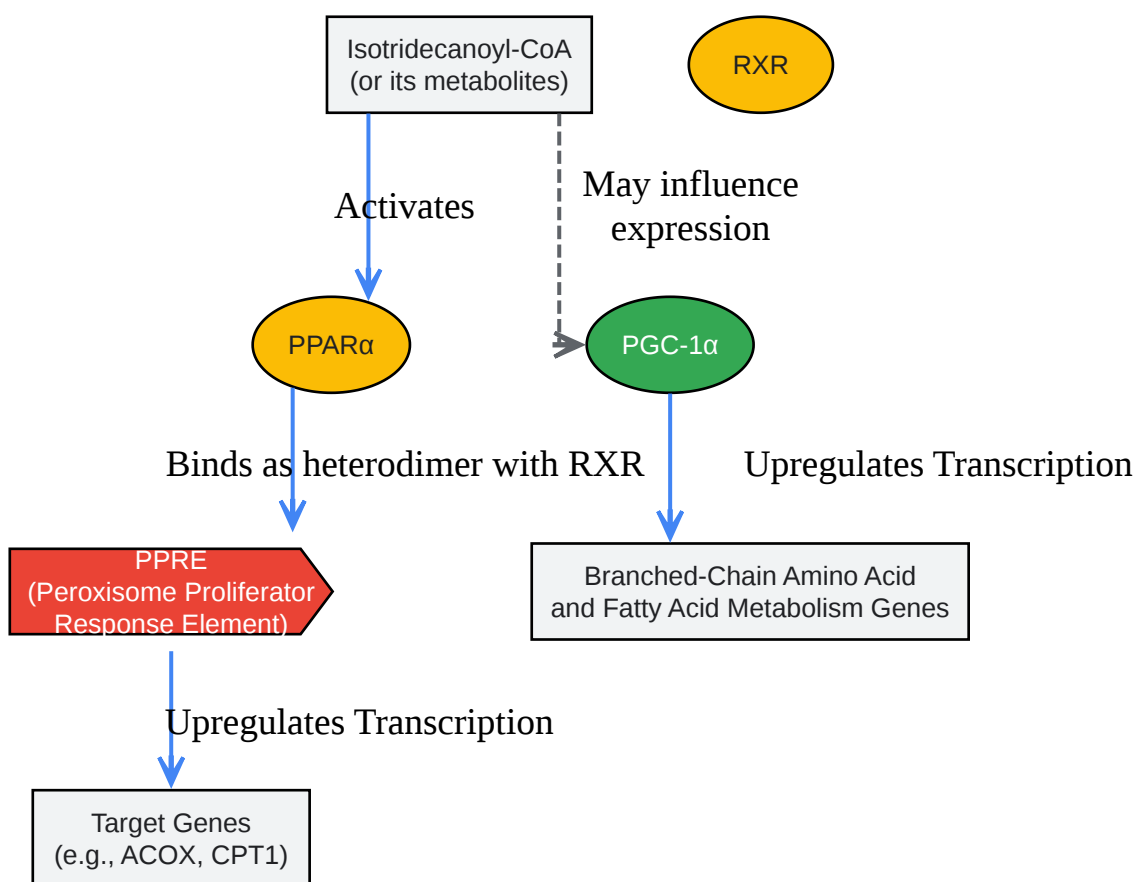 Isotridecanoyl-CoA
(or its metabolites)
RXR
Activates
May influence
expression
PPARα
PGC-1α
Binds as heterodimer with RXR
Upregulates Transcription
PPRE
(Peroxisome Proliferator
Response Element)
Branched-Chain Amino Acid
and Fatty Acid Metabolism Genes
Upregulates Transcription
Target Genes
(e.g., ACOX, CPT1)